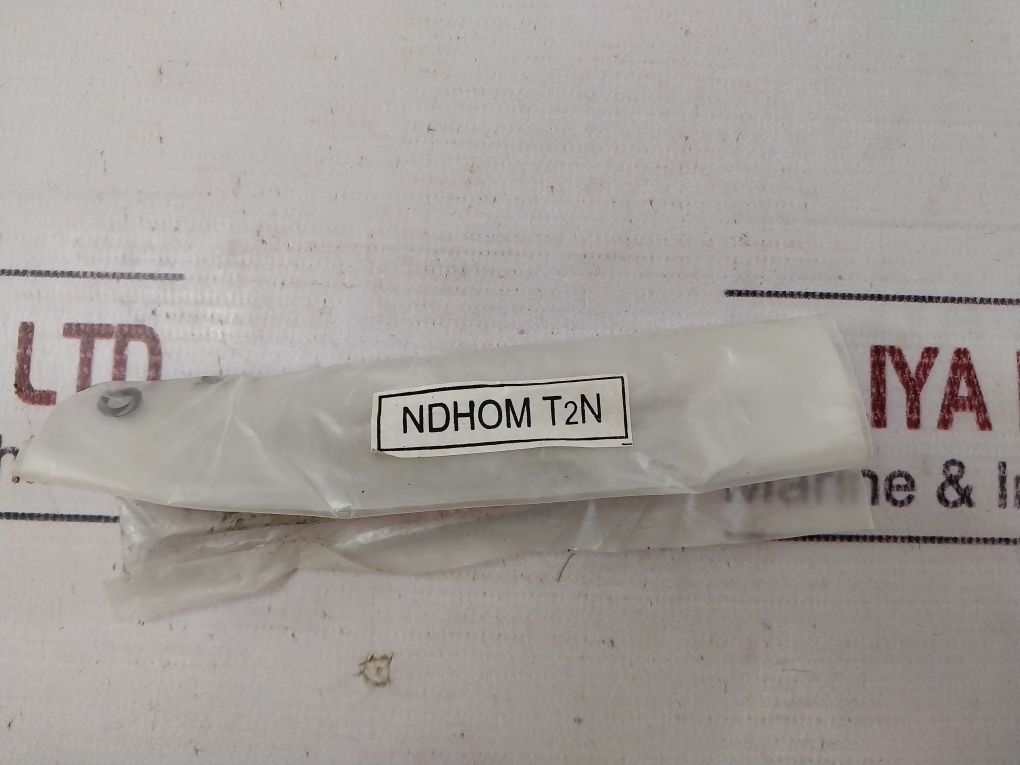 LTD
NDHOM T2N
IYA
Marine & I